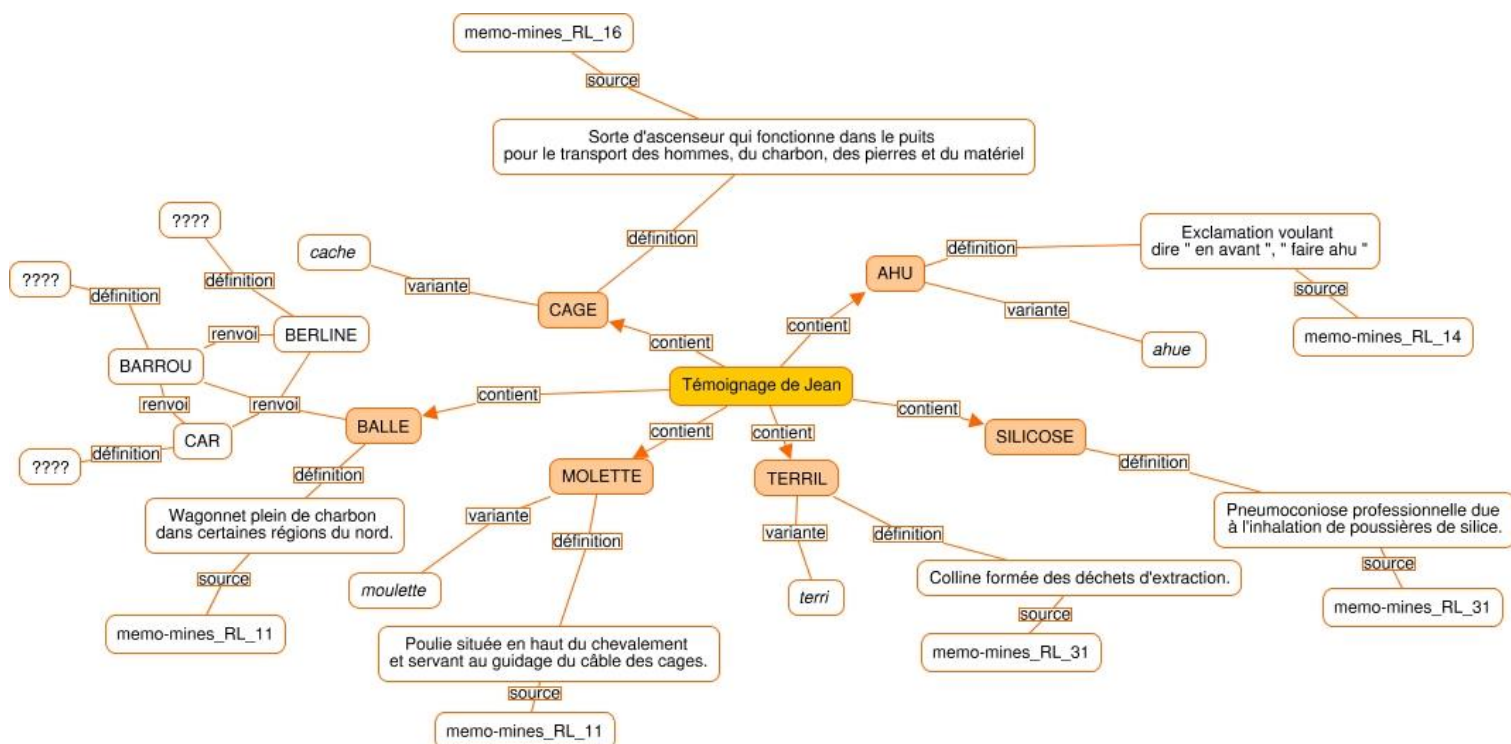 memo-mines_RL_16
source
Sorte d'ascenseur qui fonctionne dans le puits
pour le transport des hommes, du charbon, des pierres et du matériel
définition
cache
variante
CAGE
contient
AHU
définition
Exclamation voulant
dire " en avant ", " faire ahu "
source
memo-mines_RL_14
variante
ahue
contient
????
définition
????
définition
BERLINE
renvoi
BARROU
renvoi
renvoi
CAR
définition
????
Témoignage de Jean
contient
BALLE
définition
Wagonnet plein de charbon
dans certaines régions du nord.
source
memo-mines_RL_11
contient
MOLETTE
variante
moulette
définition
Poulie située en haut du chevalement
et servant au guidage du câble des cages.
source
memo-mines_RL_11
contient
TERRIL
variante
terri
définition
Colline formée des déchets d'extraction.
source
memo-mines_RL_31
contient
SILICOSE
définition
Pneumoconiose professionnelle due
à l'inhalation de poussières de silice.
source
memo-mines_RL_31